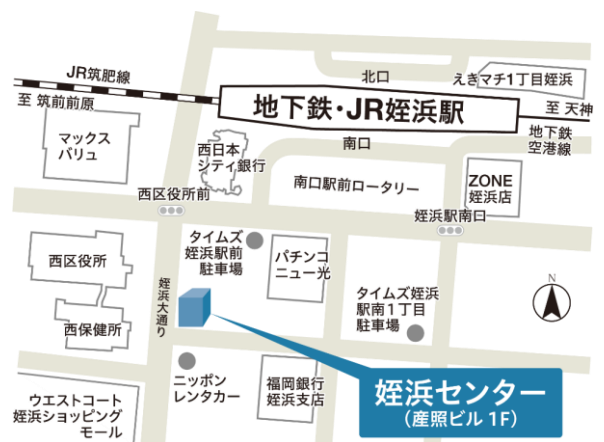 JR筑肥線
至 筑前前原
北口
えきマチ1丁目姪浜
地下鉄・JR姪浜駅
至 天神
地下鉄
空港線
マックス
バリュ
西日本
シティ銀行
南口
南口駅前ロータリー
ZONE
姪浜店
西区役所前
姪浜駅南口
西区役所
タイムズ
姪浜駅前
駐車場
パチンコ
ニュー光
姪浜大通り
タイムズ姪浜
駅南1丁目
駐車場
N
西保健所
ニッポン
レンタカー
福岡銀行
姪浜支店
ウエストコート
姪浜ショッピング
モール
姪浜センター
(産照ビル 1F)